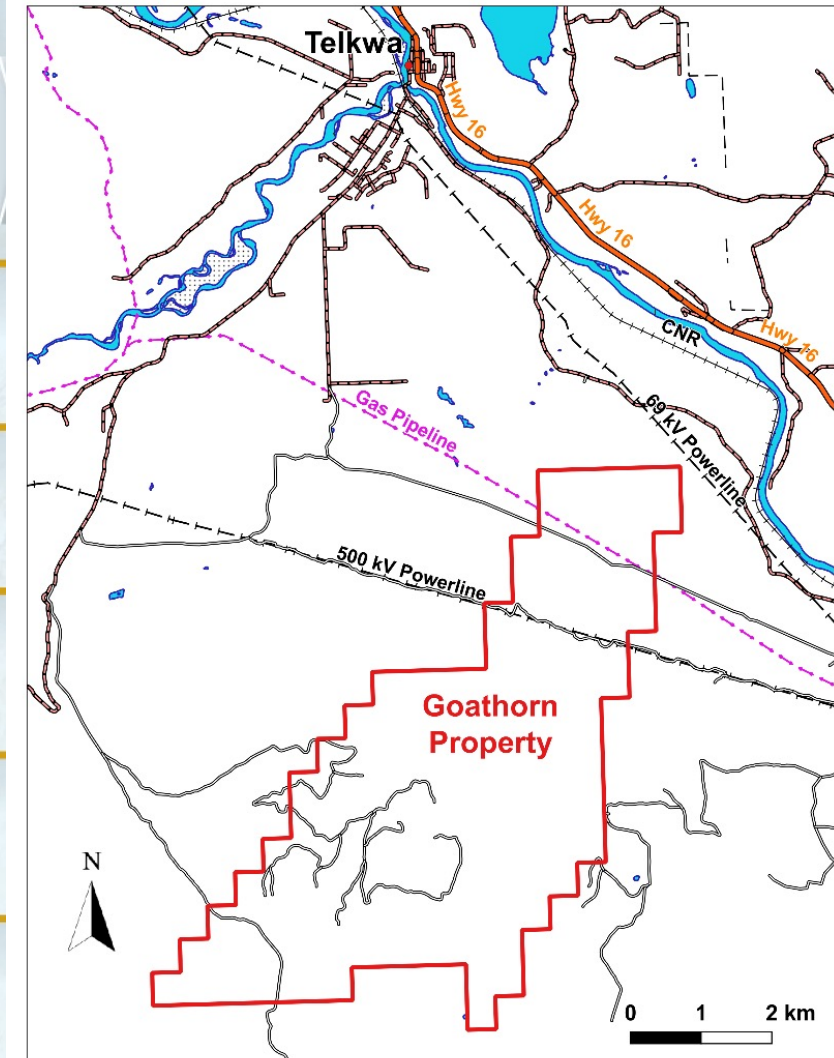 Telkwa
Hwy 16
Hwy 16
Hwy 16
CNR
69 kV Powerline
Gas Pipeline
500 kV Powerline
Goathorn
Property
N
0 1 2 km